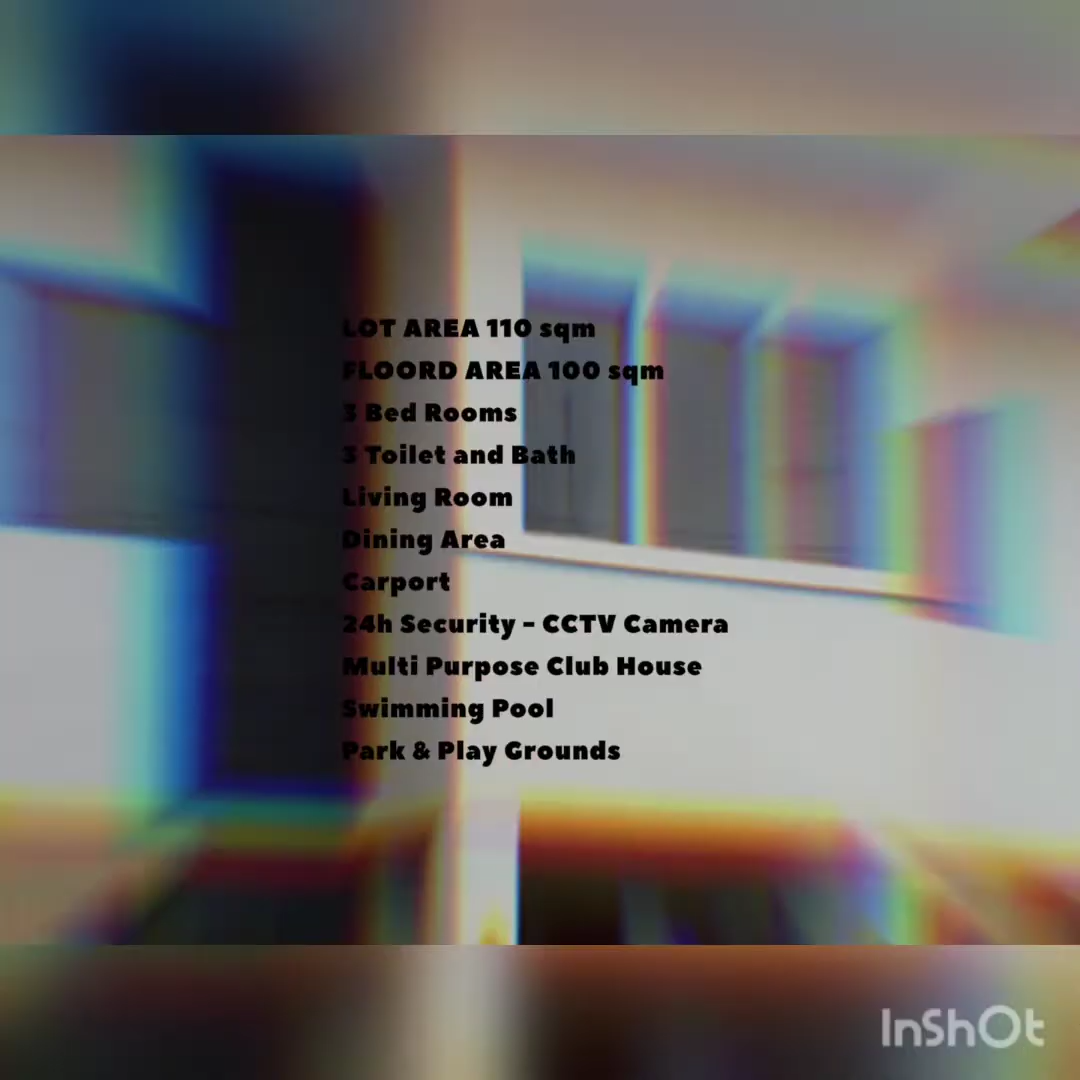 LOT AREA 110 sqm
FLOORD AREA 100 sqm
3 Bed Rooms
3 Toilet and Bath
Living Room
Dining Area
Carport
24h Security - CCTV Camera
Multi Purpose Club House
Swimming Pool
Park & Play Grounds
InShOt